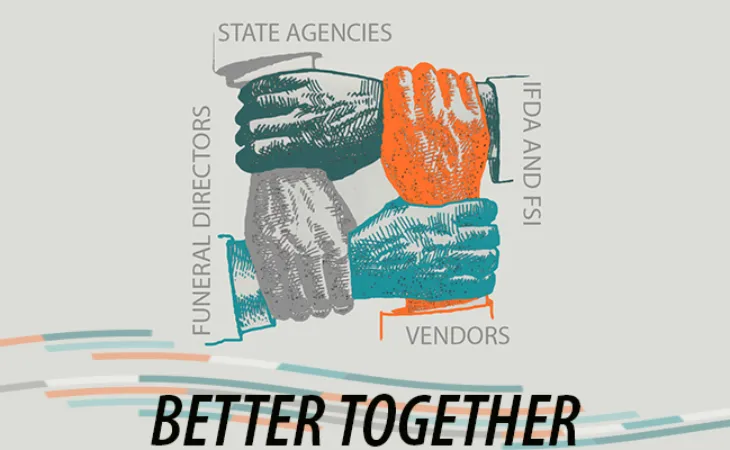 STATE AGENCIES
FUNERAL DIRECTORS
IFDA AND FSI
VENDORS
BETTER TOGETHER